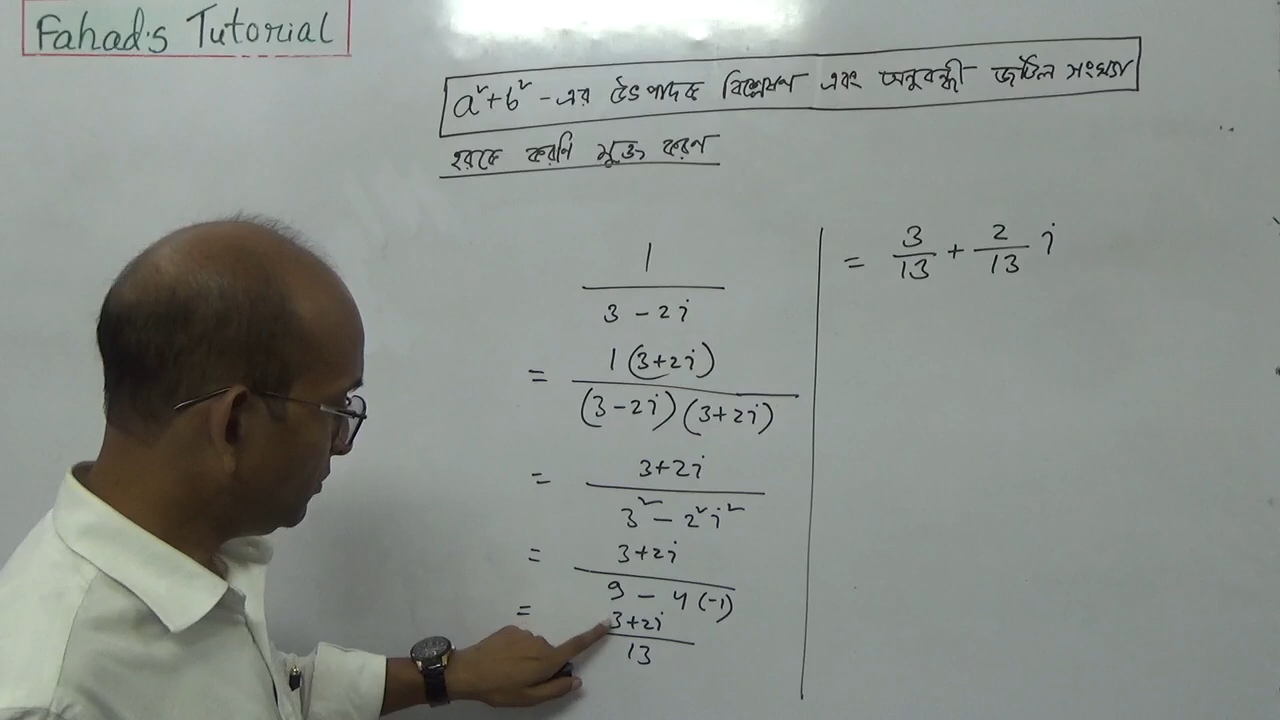 Fahad's Tutorial
a²+b² -এর উৎপাদক বিশ্লেষণ এবং অনুবন্ধী জটিল সংখ্যা
হরকে করনি মুক্ত করণ
1
3 - 2i
= 1(3+2i)
(3-2i)(3+2i)
= 3+2i
3² - 2²i²
= 3+2i
9 - 4(-1)
= 3+2i
13
= 3/13 + 2/13 i